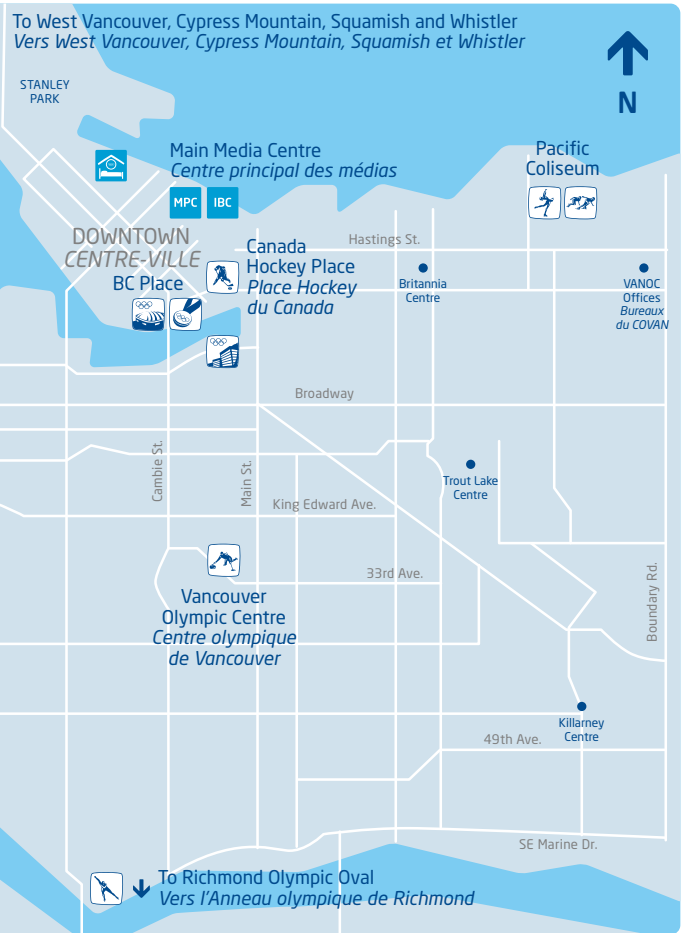 To West Vancouver, Cypress Mountain, Squamish and Whistler
Vers West Vancouver, Cypress Mountain, Squamish et Whistler
N
STANLEY
PARK
Main Media Centre
Centre principal des médias
MPC
IBC
Pacific
Coliseum
DOWNTOWN
CENTRE-VILLE
BC Place
Canada
Hockey Place
Place Hockey
du Canada
Hastings St.
Britannia
Centre
VANOC
Offices
Bureaux
du COVAN
Broadway
Cambie St.
Main St.
Trout Lake
Centre
King Edward Ave.
33rd Ave.
Boundary Rd.
Vancouver
Olympic Centre
Centre olympique
de Vancouver
Killarney
Centre
49th Ave.
SE Marine Dr.
To Richmond Olympic Oval
Vers l'Anneau olympique de Richmond